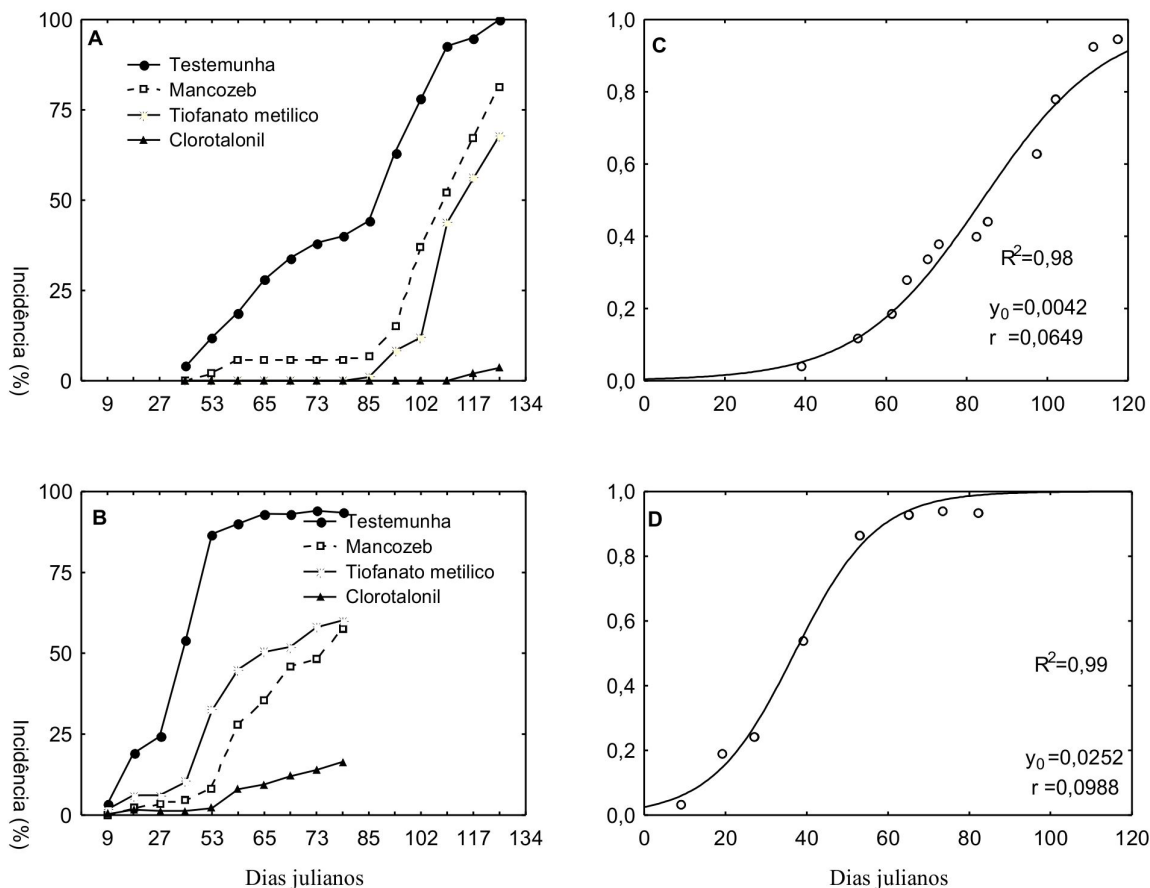 A
Testemunha
Mancozeb
Tiofanato metilico
Clorotalonil
100
75
50
25
0
Incidência (%)
9 27 53 65 73 85 102 117 134
C
1,0
0,8
0,6
0,4
0,2
0,0
R2=0,98
y0=0,0042
r =0,0649
0 20 40 60 80 100 120
B
Testemunha
Mancozeb
Tiofanato metilico
Clorotalonil
100
75
50
25
0
Incidência (%)
9 27 53 65 73 85 102 117 134
Dias julianos
D
1,0
0,8
0,6
0,4
0,2
0,0
R2=0,99
y0=0,0252
r =0,0988
0 20 40 60 80 100 120
Dias julianos